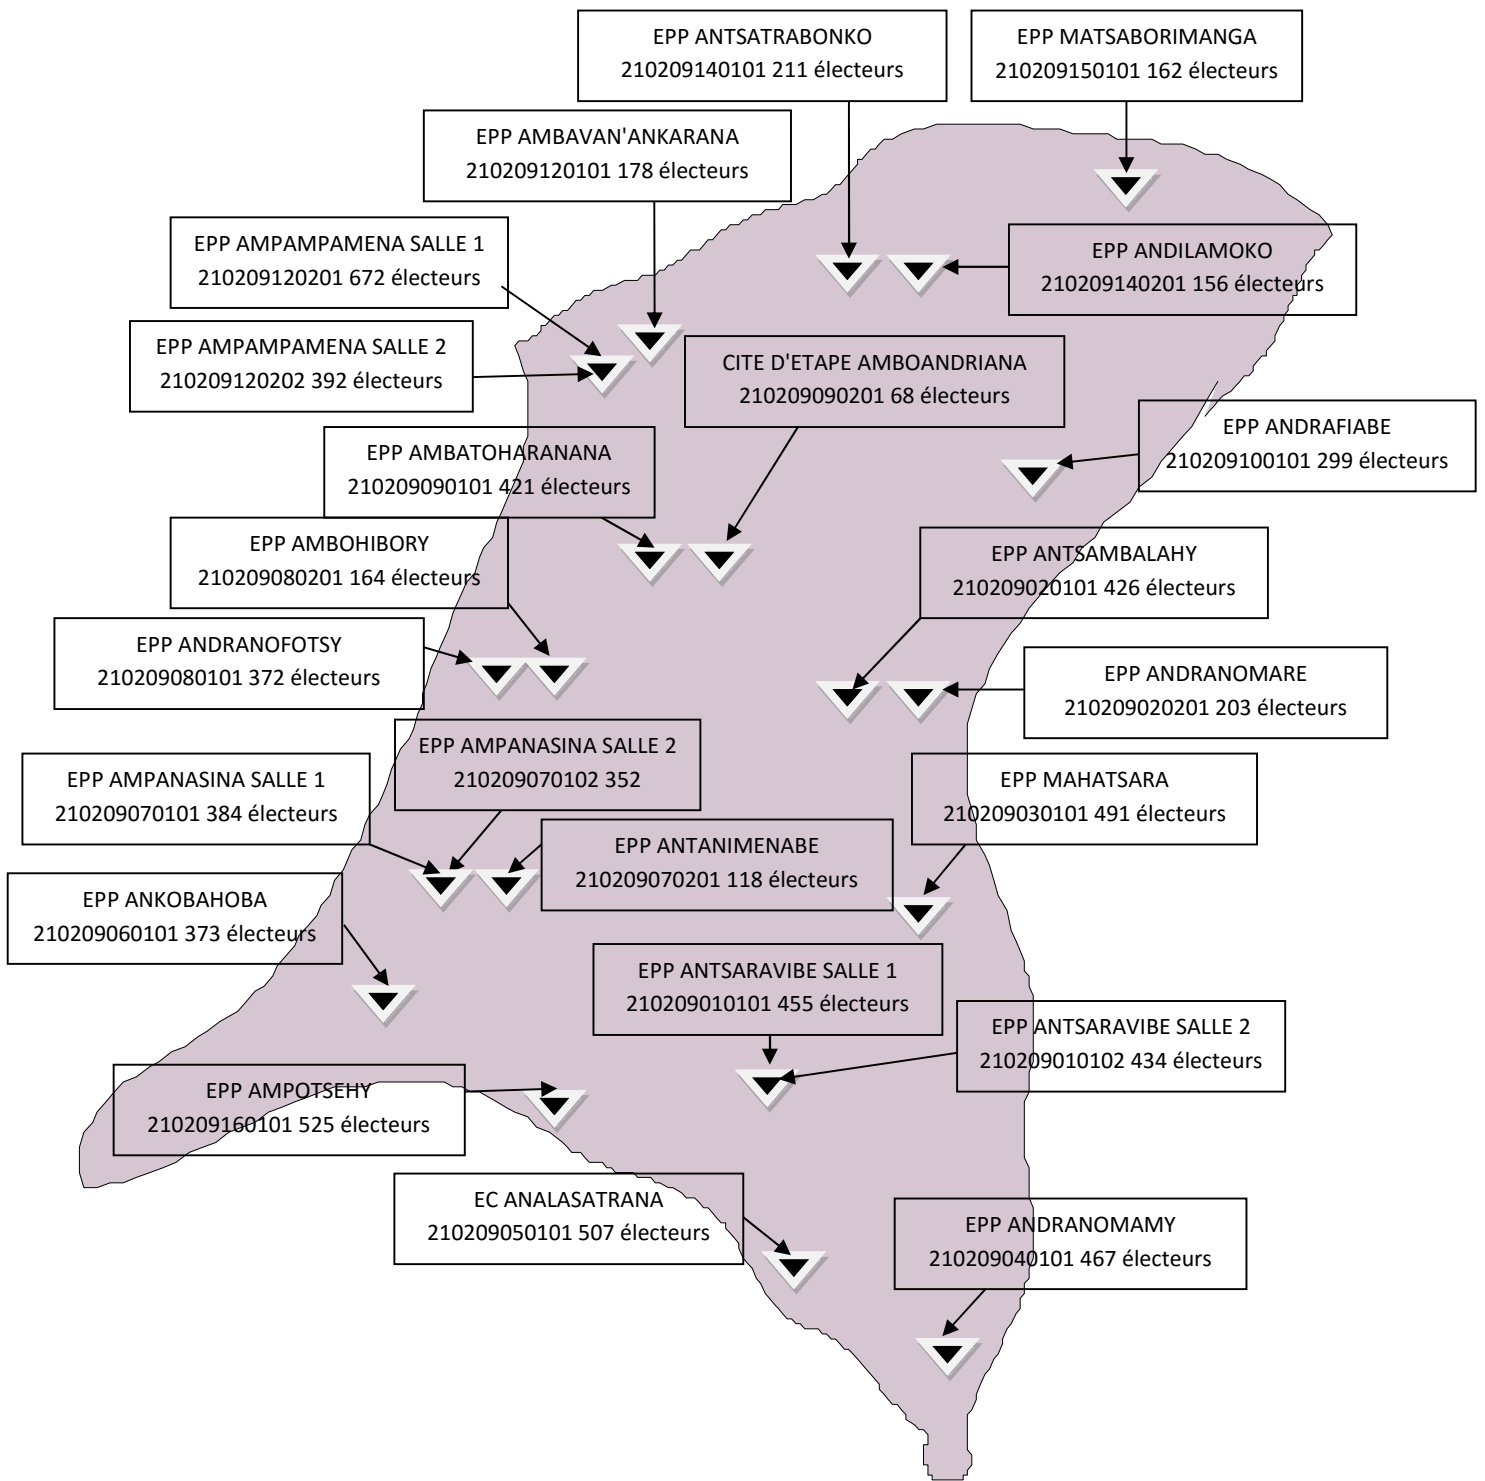 EPP ANTSATRABONKO
210209140101 211 électeurs
EPP MATSABORIMANGA
210209150101 162 électeurs
EPP AMBAVAN'ANKARANA
210209120101 178 électeurs
EPP AMPAMPAMENA SALLE 1
210209120201 672 électeurs
EPP ANDILAMOKO
210209140201 156 électeurs
EPP AMPAMPAMENA SALLE 2
210209120202 392 électeurs
CITE D'ETAPE AMBOANDRIANA
210209090201 68 électeurs
EPP ANDRAFIABE
210209100101 299 électeurs
EPP AMBATOHARANANA
210209090101 421 électeurs
EPP AMBOHIBORY
210209080201 164 électeurs
EPP ANTSAMBALAHY
210209020101 426 électeurs
EPP ANDRANOFOTSY
210209080101 372 électeurs
EPP ANDRANOMARE
210209020201 203 électeurs
EPP AMPANASINA SALLE 2
210209070102 352
EPP AMPANASINA SALLE 1
210209070101 384 électeurs
EPP MAHATSARA
210209030101 491 électeurs
EPP ANTANIMENABE
210209070201 118 électeurs
EPP ANKOBAHOBA
210209060101 373 électeurs
EPP ANTSARAVIBE SALLE 1
210209010101 455 électeurs
EPP ANTSARAVIBE SALLE 2
210209010102 434 électeurs
EPP AMPOTSEHY
210209160101 525 électeurs
EC ANALASATRANA
210209050101 507 électeurs
EPP ANDRANOMAMY
210209040101 467 électeurs